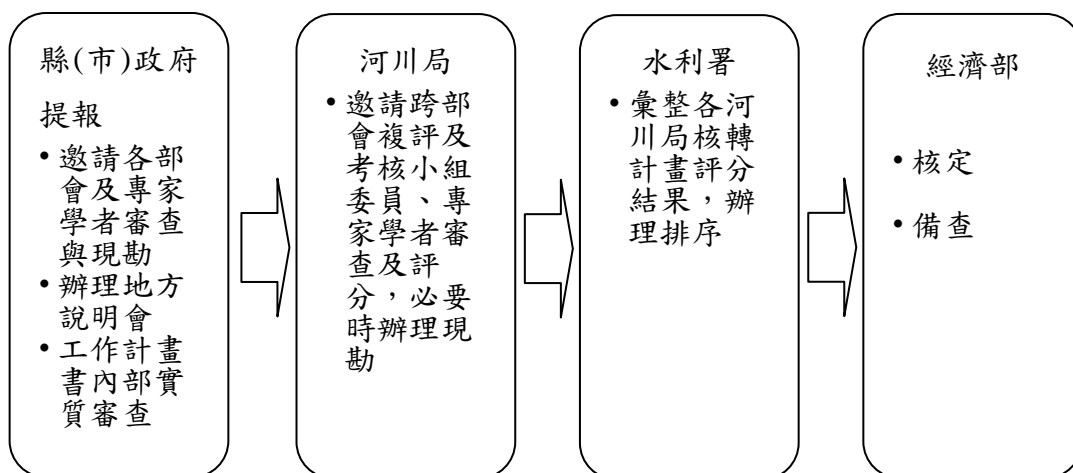 縣(市)政府
提報
• 邀請各部
會及專家
學者審查
與現勘
• 辦理地方
說明會
• 工作計畫
書內部實
質審查
河川局
• 邀請跨部
會複評及
考核小組
委員、專
家學者審
查及評
分，必要
時辦理現
勘
水利署
• 彙整各河
川局核轉
計畫評分
結果，辦
理排序
經濟部
• 核定
• 備查